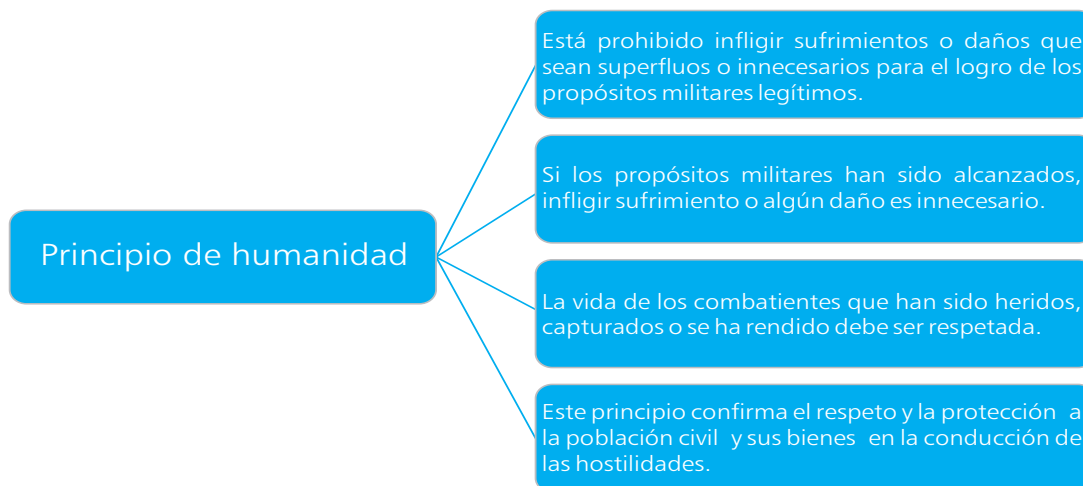 Principio de humanidad
Está prohibido infligir sufrimientos o daños que
sean superfluos o innecesarios para el logro de los
propósitos militares legítimos.
Si los propósitos militares han sido alcanzados,
infligir sufrimiento o algún daño es innecesario.
La vida de los combatientes que han sido heridos,
capturados o se ha rendido debe ser respetada.
Este principio confirma el respeto y la protección a
la población civil y sus bienes en la conducción de
las hostilidades.